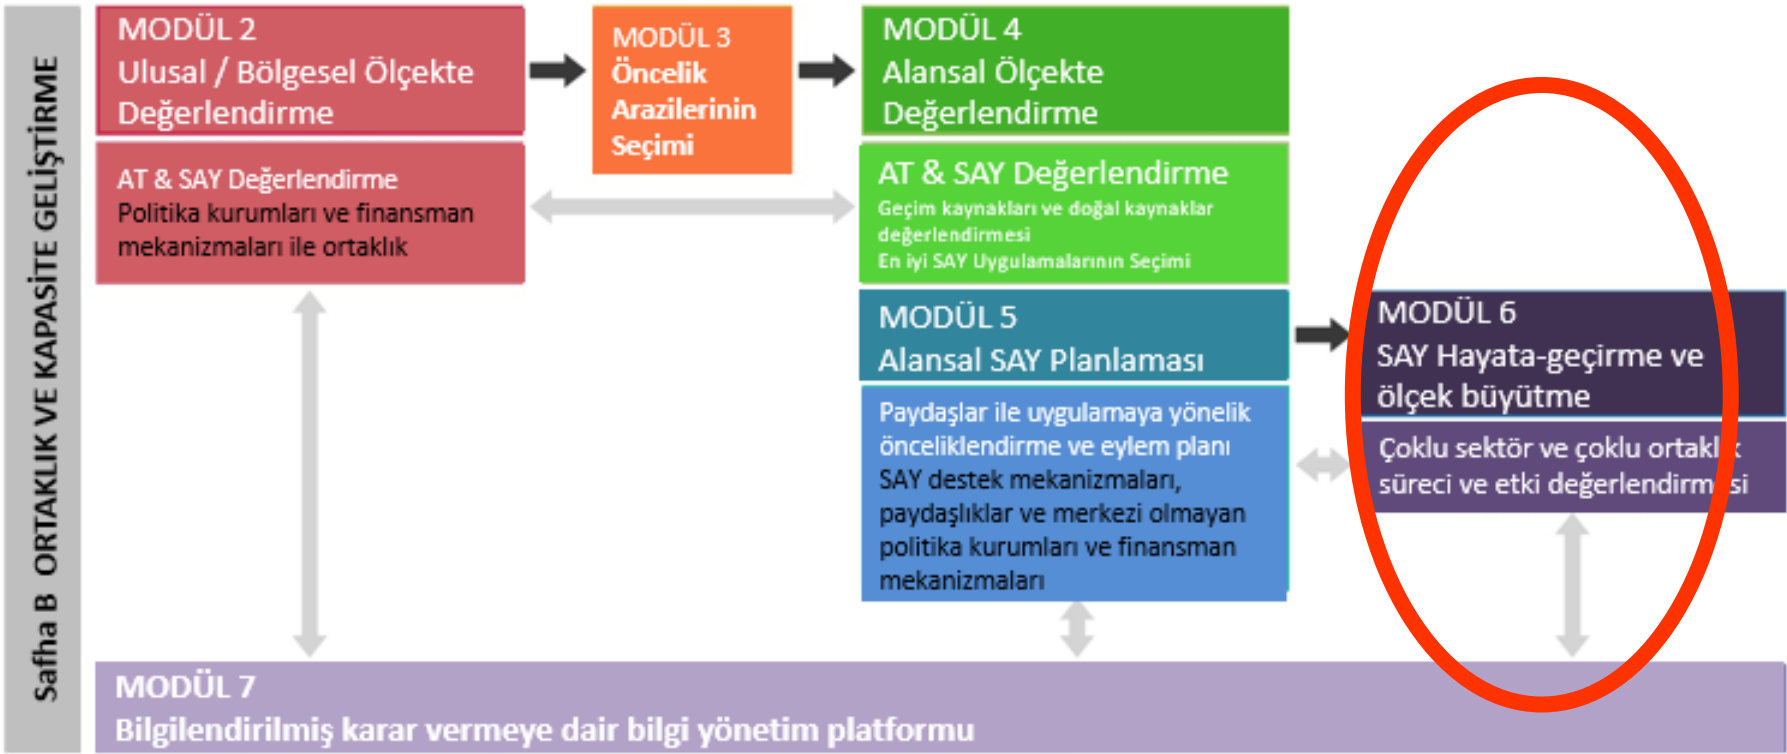 Safha B ORTAKLIK VE KAPASİTE GELİŞTİRME
MODÜL 2
Ulusal / Bölgesel Ölçekte
Değerlendirme
AT & SAY Değerlendirme
Politika kurumları ve finansman
mekanizmaları ile ortaklık
MODÜL 3
Öncelik
Arazilerinin
Seçimi
MODÜL 4
Alansal Ölçekte
Değerlendirme
AT & SAY Değerlendirme
Geçim kaynakları ve doğal kaynaklar
değerlendirmesi
En iyi SAY Uygulamalarının Seçimi
MODÜL 5
Alansal SAY Planlaması
Paydaşlar ile uygulamaya yönelik
önceliklendirme ve eylem planı
SAY destek mekanizmaları,
paydaşlıklar ve merkezi olmayan
politika kurumları ve finansman
mekanizmaları
MODÜL 6
SAY Hayata-geçirme ve
ölçek büyütme
Çoklu sektör ve çoklu ortaklık
süreci ve etki değerlendirmesi
MODÜL 7
Bilgilendirilmiş karar vermeye dair bilgi yönetim platformu